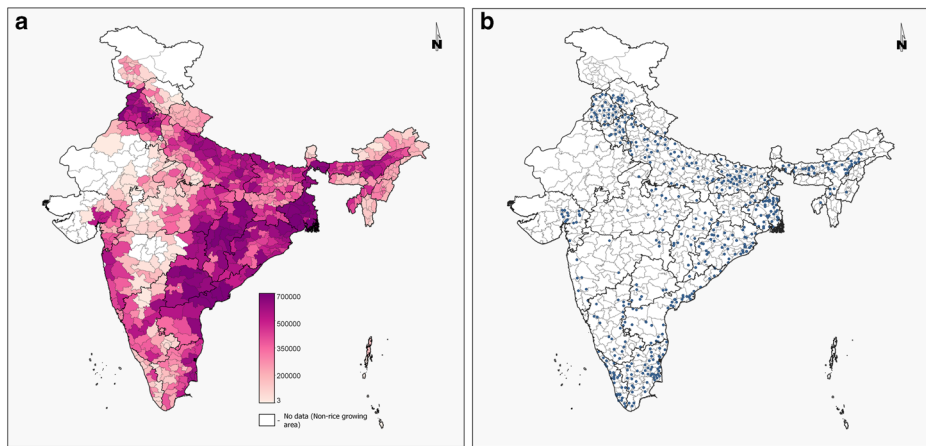 a
N
700000
500000
350000
200000
3
- No data (Non-rice growing
area)
b
N